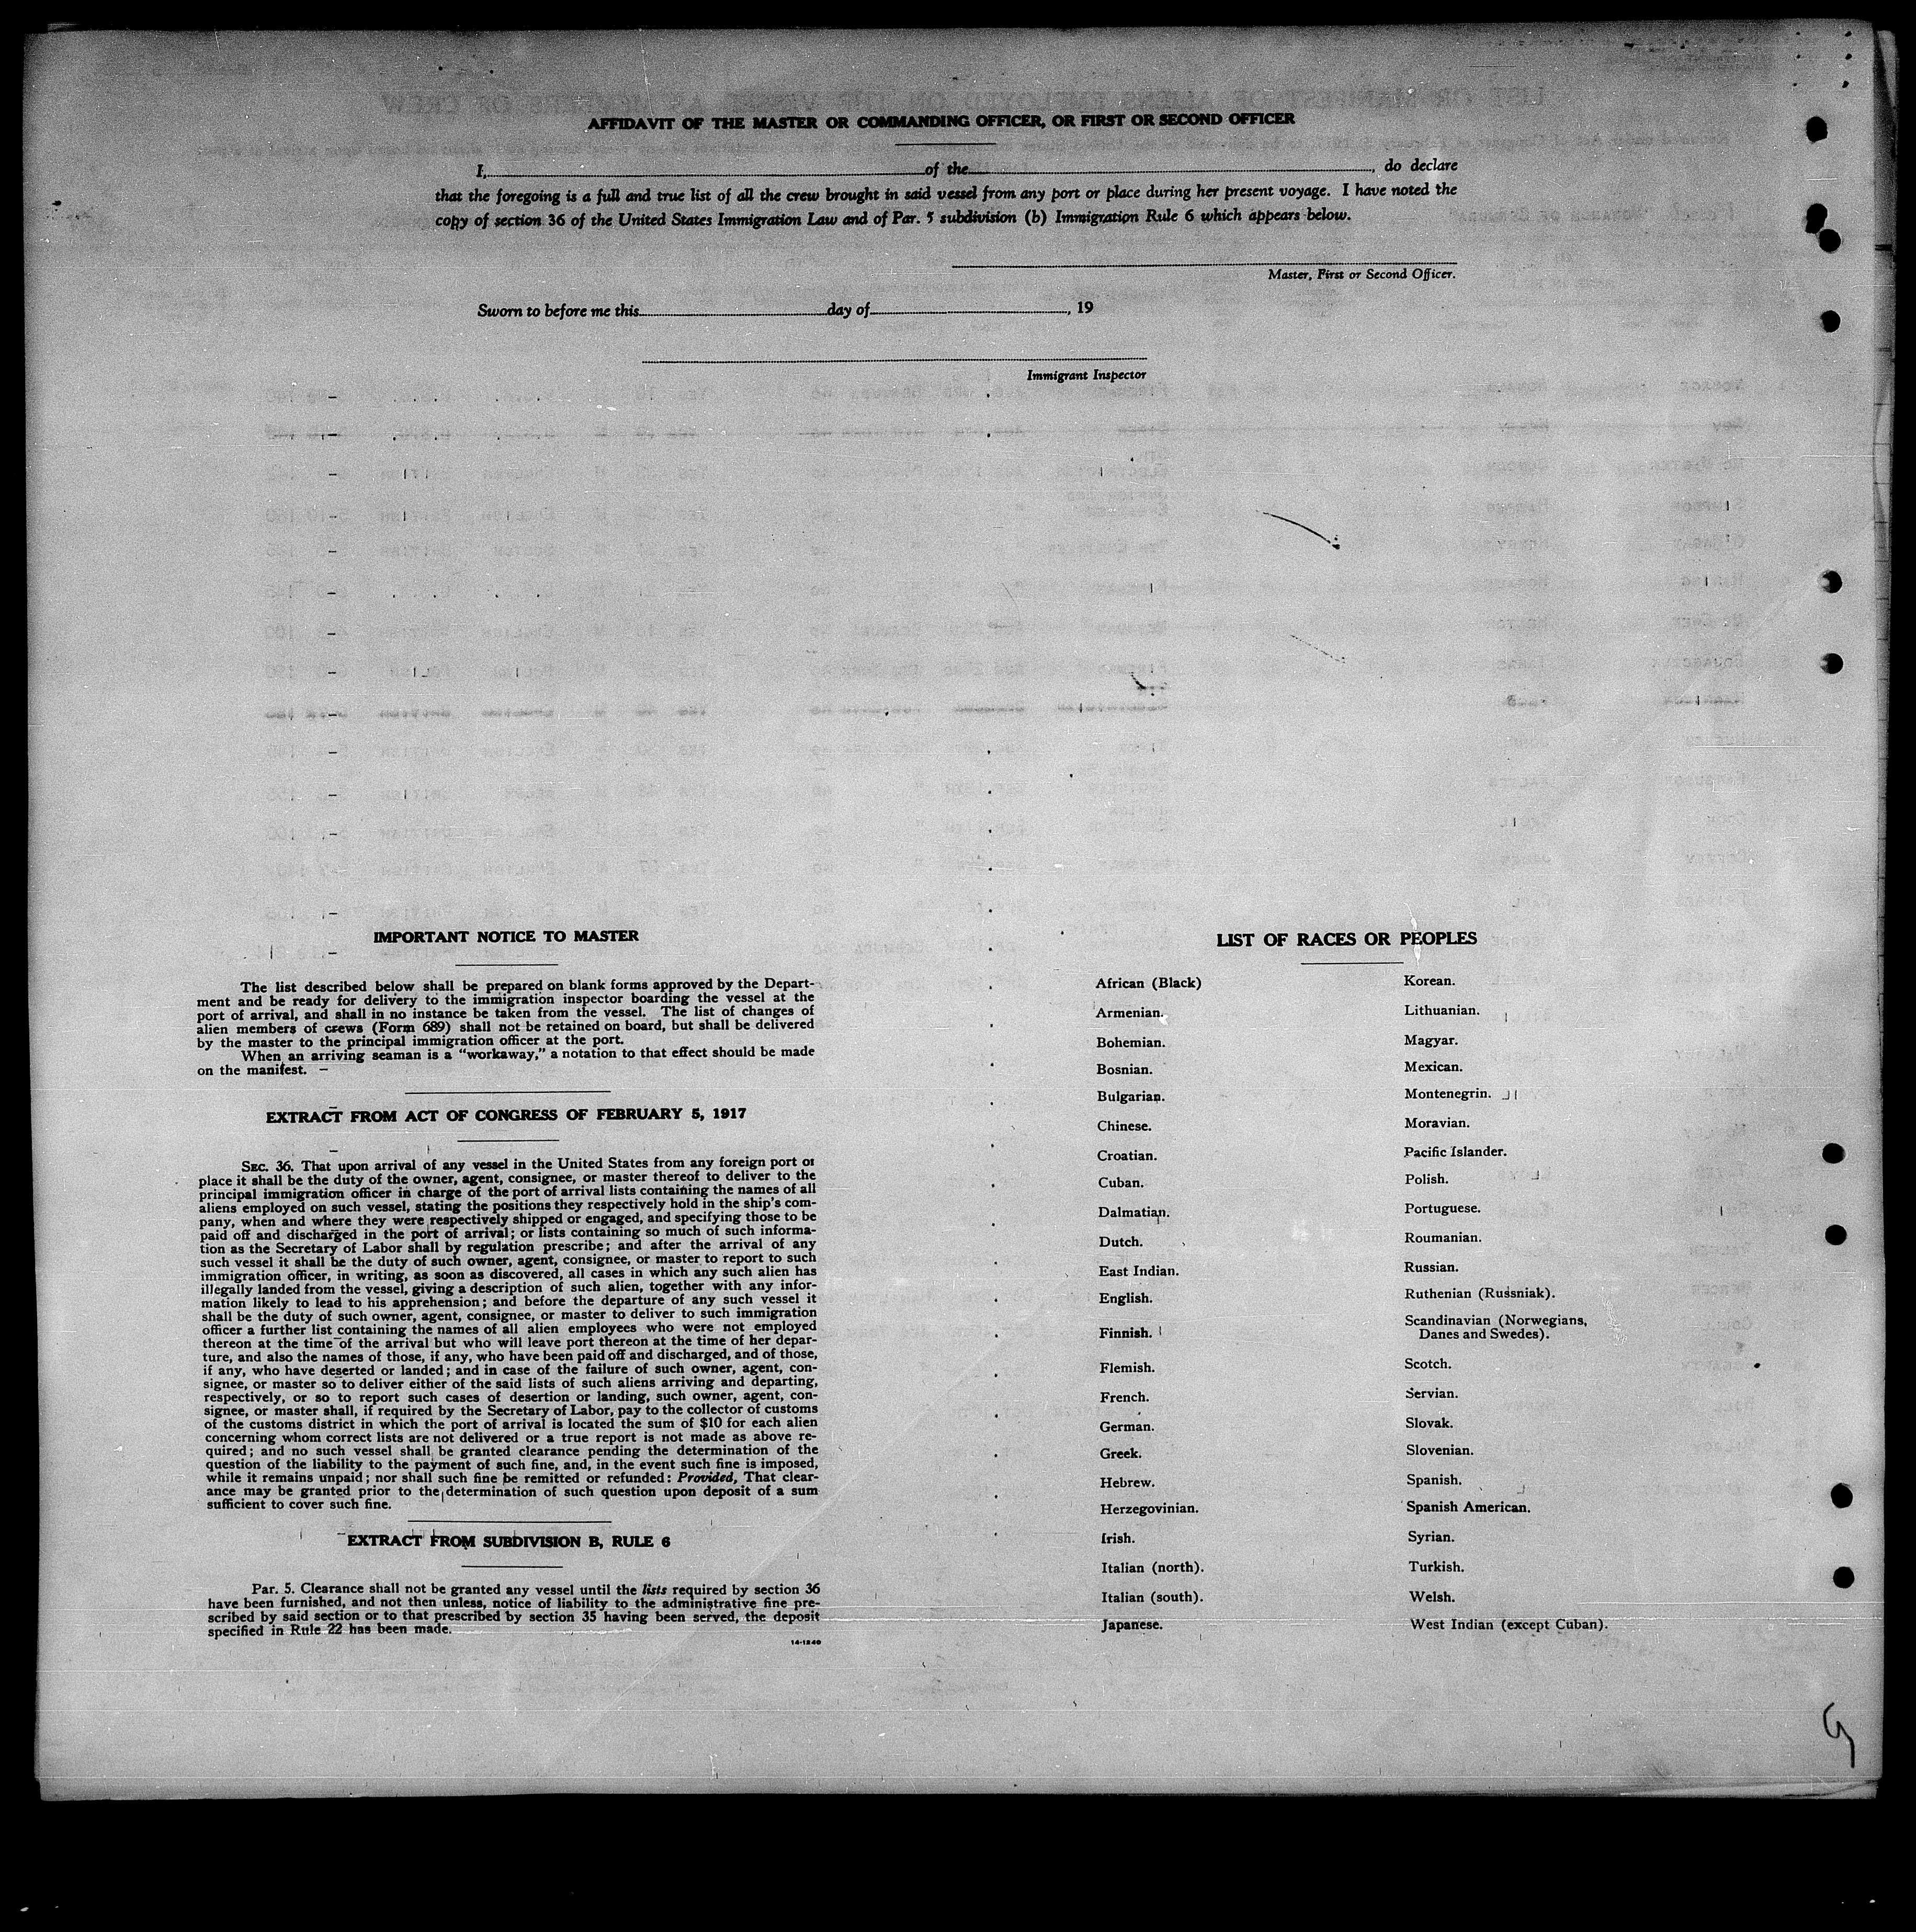 AFFIDAVIT OF THE MASTER OR COMMANDING OFFICER, OR FIRST OR SECOND OFFICER
I, of the , do declare
that the foregoing is a full and true list of all the crew brought in said vessel from any port or place during her present voyage. I have noted the
copy of section 36 of the United States Immigration Law and of Par. 5 subdivision (b) Immigration Rule 6 which appears below.
Master, First or Second Officer.
Sworn to before me this day of , 19
Immigrant Inspector
IMPORTANT NOTICE TO MASTER
The list described below shall be prepared on blank forms approved by the Depart-
ment and be ready for delivery to the immigration inspector boarding the vessel at the
port of arrival, and shall in no instance be taken from the vessel. The list of changes of
alien members of crews (Form 689) shall not be retained on board, but shall be delivered
by the master to the principal immigration officer at the port.
When an arriving seaman is a "workaway," a notation to that effect should be made
on the manifest.
EXTRACT FROM ACT OF CONGRESS OF FEBRUARY 5, 1917
SEC. 36. That upon arrival of any vessel in the United States from any foreign port or
place it shall be the duty of the owner, agent, consignee, or master thereof to deliver to the
principal immigration officer in charge of the port of arrival lists containing the names of all
aliens employed on such vessel, stating the positions they respectively hold in the ship's com-
pany, when and where they were respectively shipped or engaged, and specifying those to be
paid off and discharged in the port of arrival; or lists containing so much of such informa-
tion as the Secretary of Labor shall by regulation prescribe; and after the arrival of any
such vessel it shall be the duty of such owner, agent, consignee, or master to report to such
immigration officer, in writing, as soon as discovered, all cases in which any such alien has
illegally landed from the vessel, giving a description of such alien, together with any infor-
mation likely to lead to his apprehension; and before the departure of any such vessel it
shall be the duty of such owner, agent, consignee, or master to deliver to such immigration
officer a further list containing the names of all alien employees who were not employed
thereon at the time of the arrival but who will leave port thereon at the time of her depar-
ture, and also the names of those, if any, who have been paid off and discharged, and of those,
if any, who have deserted or landed; and in case of the failure of such owner, agent, con-
signee, or master so to deliver either of the said lists of such aliens arriving and departing,
respectively, or so to report such cases of desertion or landing, such owner, agent, con-
signee, or master shall, if required by the Secretary of Labor, pay to the collector of customs
of the customs district in which the port of arrival is located the sum of $10 for each alien
concerning whom correct lists are not delivered or a true report is not made as above re-
quired; and no such vessel shall be granted clearance pending the determination of the
question of the liability to the payment of such fine, and, in the event such fine is imposed,
while it remains unpaid; nor shall such fine be remitted or refunded: Provided, That clear-
ance may be granted prior to the determination of such question upon deposit of a sum
sufficient to cover such fine.
EXTRACT FROM SUBDIVISION B, RULE 6
Par. 5. Clearance shall not be granted any vessel until the lists required by section 36
have been furnished, and not then unless, notice of liability to the administrative fine pre-
scribed by said section or to that prescribed by section 35 having been served, the deposit
specified in Rule 22 has been made.
14-1240
LIST OF RACES OR PEOPLES
African (Black)
Armenian.
Bohemian.
Bosnian.
Bulgarian.
Chinese.
Croatian.
Cuban.
Dalmatian.
Dutch.
East Indian.
English.
Finnish.
Flemish.
French.
German.
Greek.
Hebrew.
Herzegovinian.
Irish.
Italian (north).
Italian (south).
Japanese.
Korean.
Lithuanian.
Magyar.
Mexican.
Montenegrin.
Moravian.
Pacific Islander.
Polish.
Portuguese.
Roumanian.
Russian.
Ruthenian (Russniak).
Scandinavian (Norwegians,
Danes and Swedes).
Scotch.
Servian.
Slovak.
Slovenian.
Spanish.
Spanish American.
Syrian.
Turkish.
Welsh.
West Indian (except Cuban).